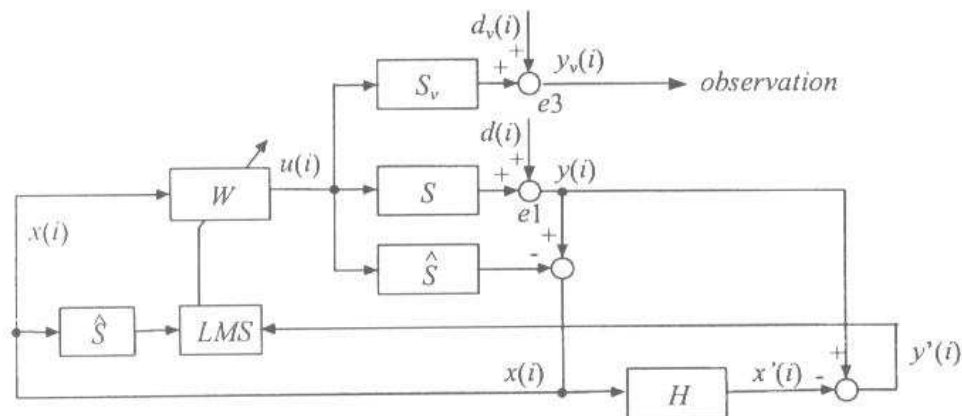 d_v(i)
+
+
y_v(i)
S_v
observation
e3
d(i)
u(i)
+
+
y(i)
W
S
e1
x(i)
+
-
Ŝ
Ŝ
LMS
+
y'(i)
x(i)
x'(i)
-
H